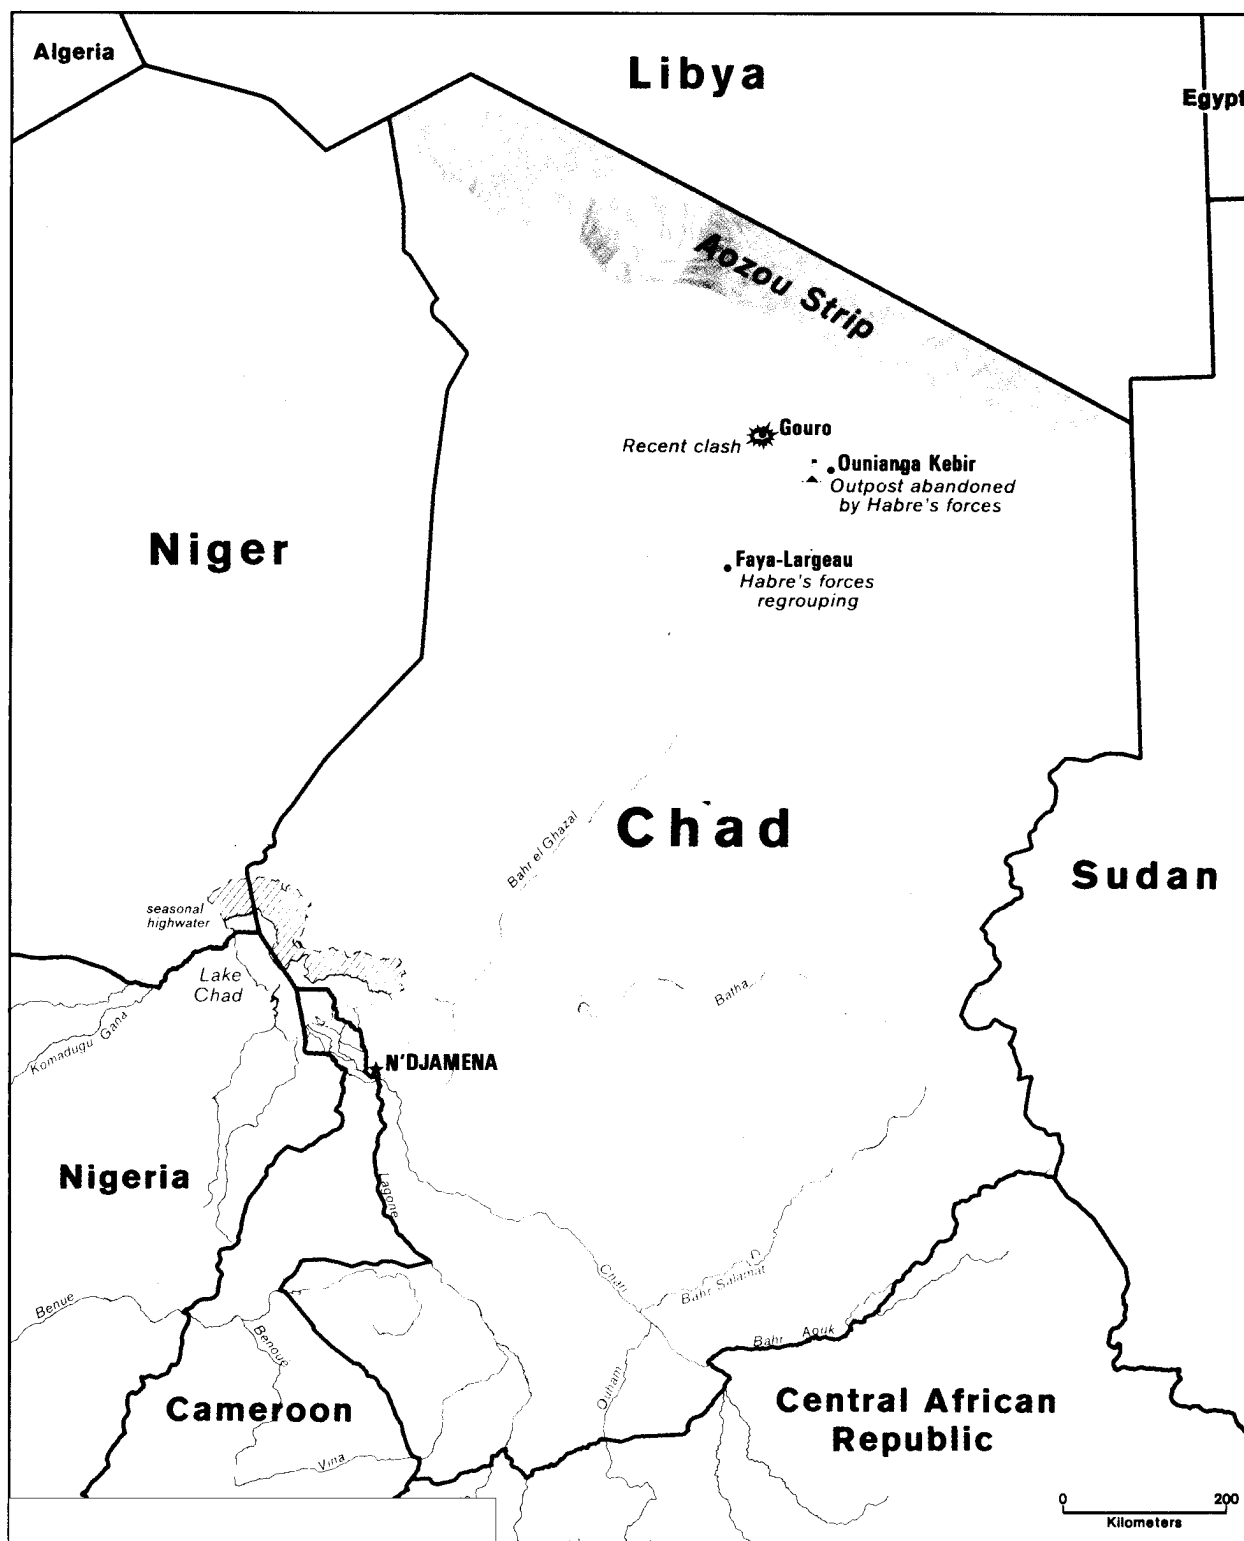 Algeria
Libya
Egypt
Aozou Strip
Gouro
Recent clash
Ounianga Kebir
Outpost abandoned
by Habre's forces
Niger
Faya-Largeau
Habre's forces
regrouping
Chad
Bahr el Ghazal
Sudan
seasonal
highwater
Lake
Chad
Batha
Komadugu Gana
N'DJAMENA
Nigeria
Logone
Chari
Bahr Salamat
Benue
Benoue
Bahr Aouk
Ouham
Cameroon
Central African
Republic
Vina
0 200
Kilometers